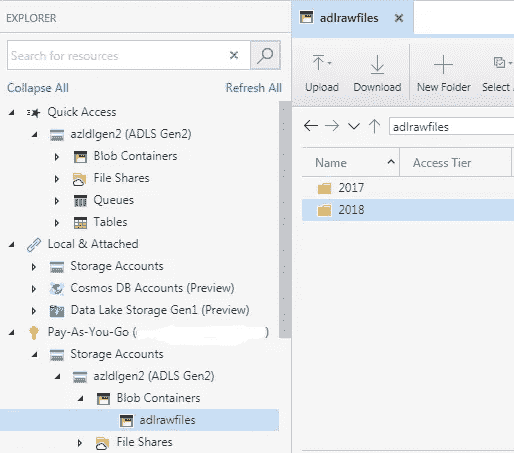 EXPLORER
Search for resources
Collapse All
Refresh All
Quick Access
azldlgen2 (ADLS Gen2)
Blob Containers
File Shares
Queues
Tables
Local & Attached
Storage Accounts
Cosmos DB Accounts (Preview)
Data Lake Storage Gen1 (Preview)
Pay-As-You-Go ( )
Storage Accounts
azldlgen2 (ADLS Gen2)
Blob Containers
adlrawfiles
File Shares
adlrawfiles
Upload
Download
New Folder
Select
adlrawfiles
Name
Access Tier
2017
2018